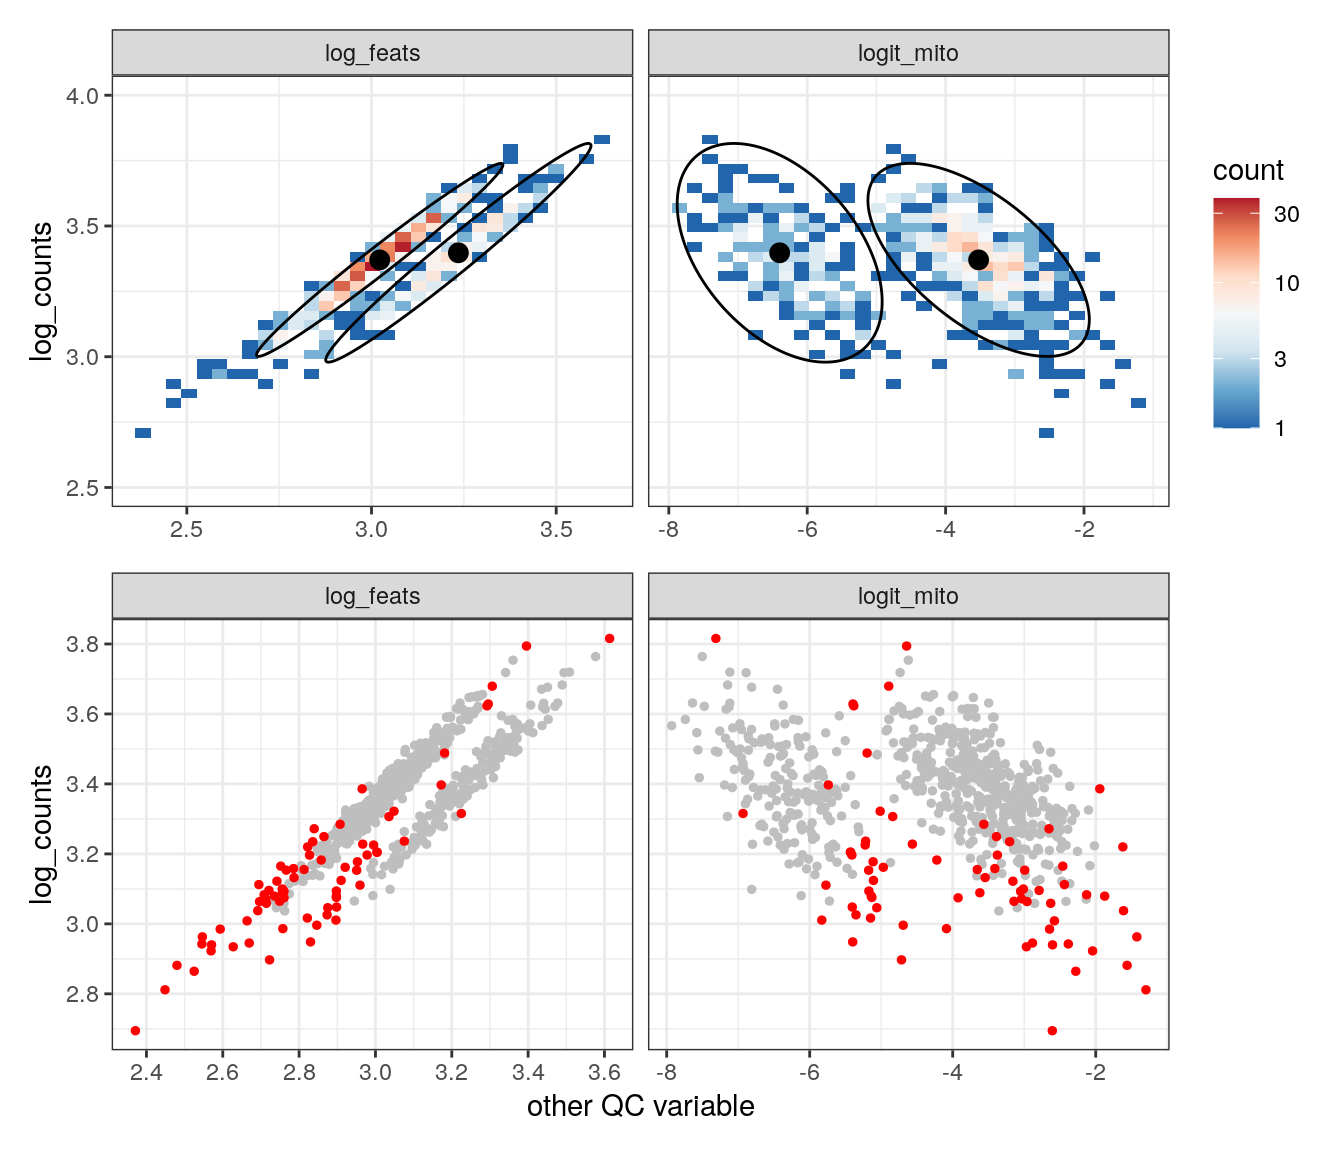 log_feats
logit_mito
4.0
3.5
3.0
2.5
log_counts
2.5 3.0 3.5
-8 -6 -4 -2
count
30
10
3
1
log_feats
logit_mito
3.8
3.6
3.4
3.2
3.0
2.8
log_counts
2.4 2.6 2.8 3.0 3.2 3.4 3.6
-8 -6 -4 -2
other QC variable